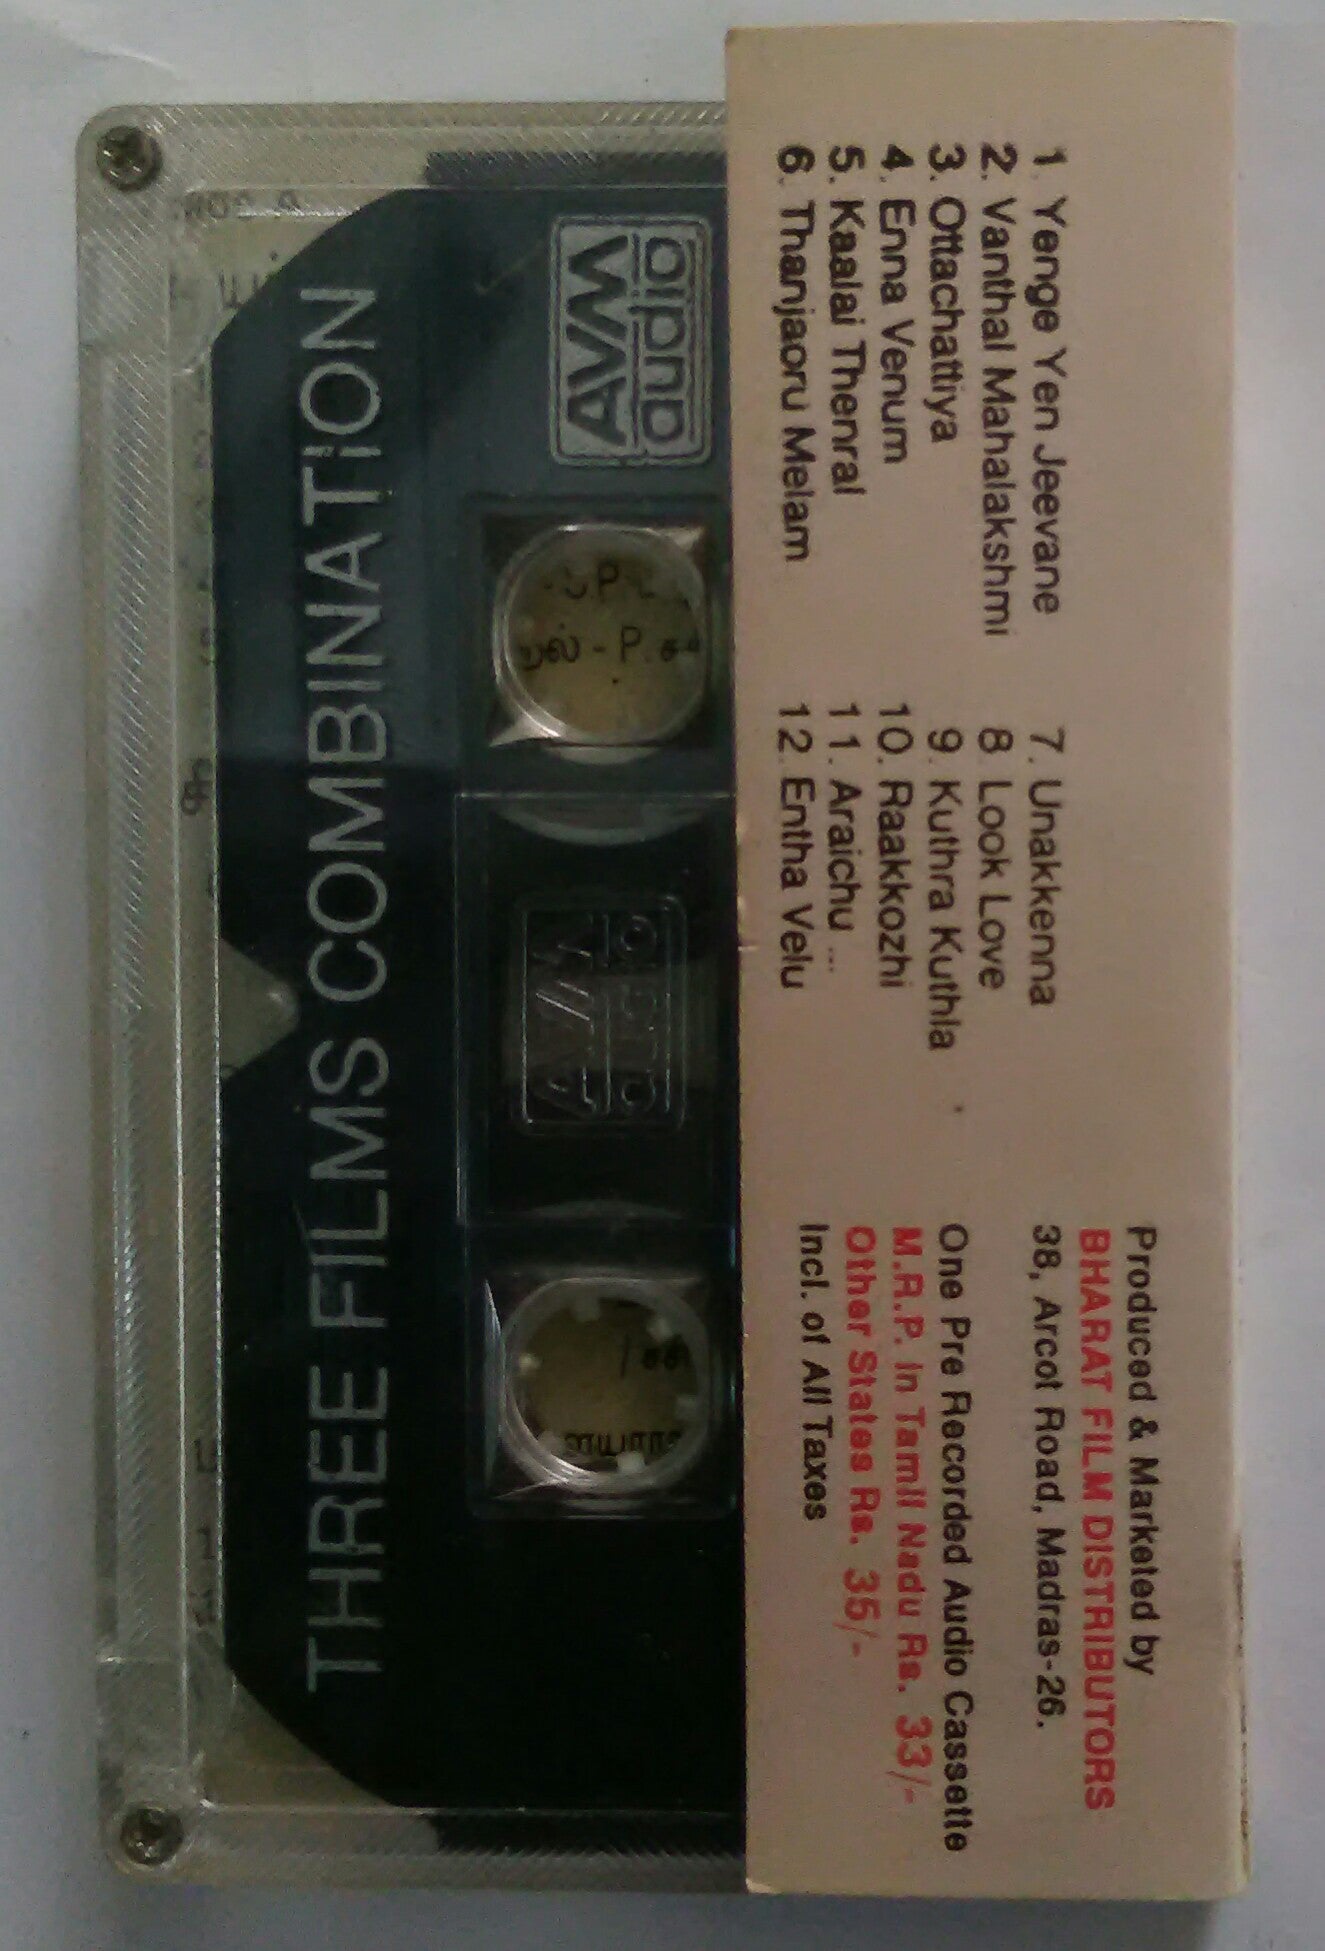 1. Yenge Yen Jeevane
2. Vanthal Mahalakshmi
3. Ottachattiya
4. Enna Venum
5. Kaalai Thenral
6. Thanjaoru Melam
7. Unakkenna
8 Look Love
9. Kuthra Kuthla
10. Raakkozhi
11. Araichu ...
12. Entha Velu
Produced & Marketed by
BHARAT FILM DISTRIBUTORS
38, Arcot Road, Madras-26.
One Pre Recorded Audio Cassette
M.R.P. In Tamil Nadu Rs. 33/-
Other States Rs. 35/-
Incl. of All Taxes
audio
AVM
audio
AVM
THREE FILMS COMBINATION